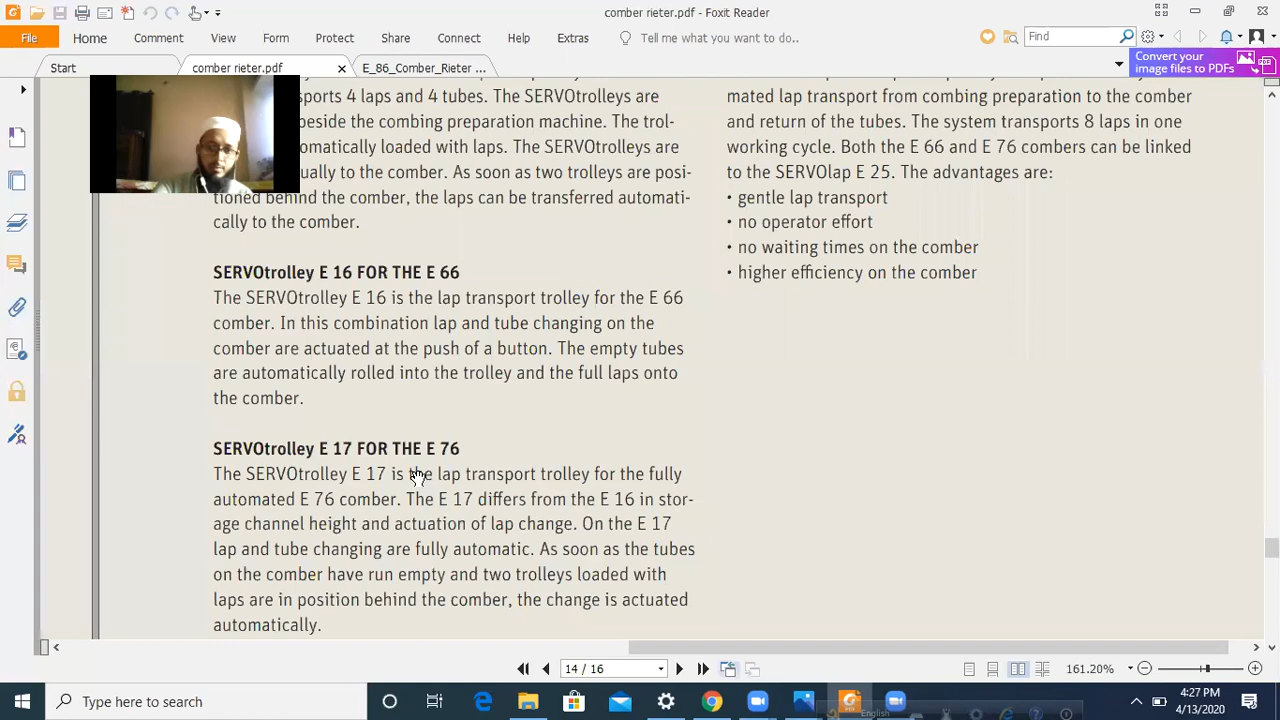 comber rieter.pdf - Foxit Reader
File
Home
Comment
View
Form
Protect
Share
Connect
Help
Extras
Tell me what you want to do..
Find
Start
comber rieter.pdf
E_86_Comber_Rieter ...
Convert your
image files to PDFs
sports 4 laps and 4 tubes. The SERVOtrolleys are
beside the combing preparation machine. The trol-
omatically loaded with laps. The SERVOtrolleys are
ually to the comber. As soon as two trolleys are posi-
tioned behind the comber, the laps can be transferred automati-
cally to the comber.
SERVOtrolley E 16 FOR THE E 66
The SERVOtrolley E 16 is the lap transport trolley for the E 66
comber. In this combination lap and tube changing on the
comber are actuated at the push of a button. The empty tubes
are automatically rolled into the trolley and the full laps onto
the comber.
SERVOtrolley E 17 FOR THE E 76
The SERVOtrolley E 17 is the lap transport trolley for the fully
automated E 76 comber. The E 17 differs from the E 16 in stor-
age channel height and actuation of lap change. On the E 17
lap and tube changing are fully automatic. As soon as the tubes
on the comber have run empty and two trolleys loaded with
laps are in position behind the comber, the change is actuated
automatically.
mated lap transport from combing preparation to the comber
and return of the tubes. The system transports 8 laps in one
working cycle. Both the E 66 and E 76 combers can be linked
to the SERVOlap E 25. The advantages are:
• gentle lap transport
• no operator effort
• no waiting times on the comber
• higher efficiency on the comber
14 / 16
161.20%
Type here to search
English
4:27 PM
4/13/2020